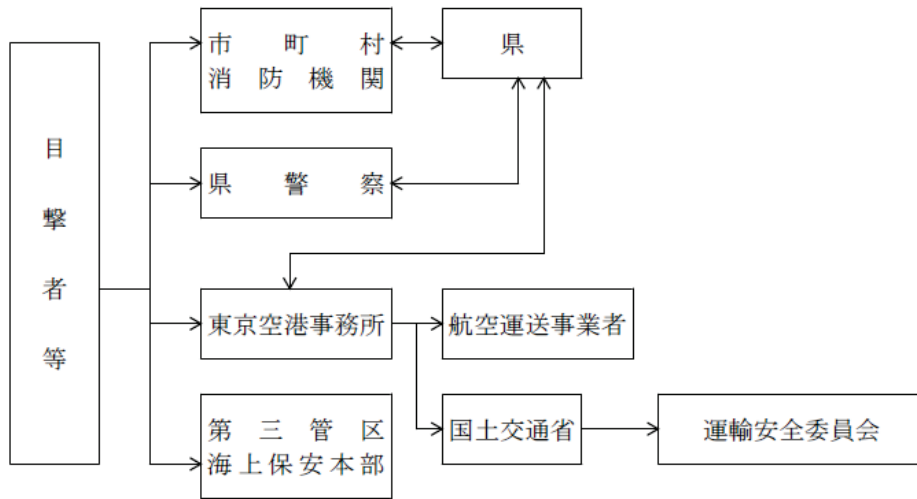 目撃者等
市町村
消防機関
県
県警察
東京空港事務所
航空運送事業者
第三管区
海上保安本部
国土交通省
運輸安全委員会